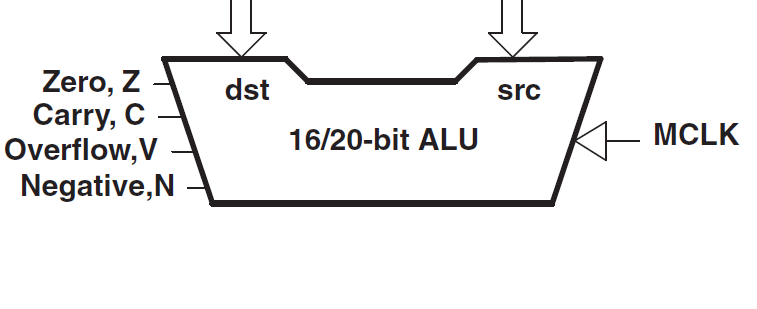 Zero, Z
dst
src
Carry, C
16/20-bit ALU
MCLK
Overflow,V
Negative,N